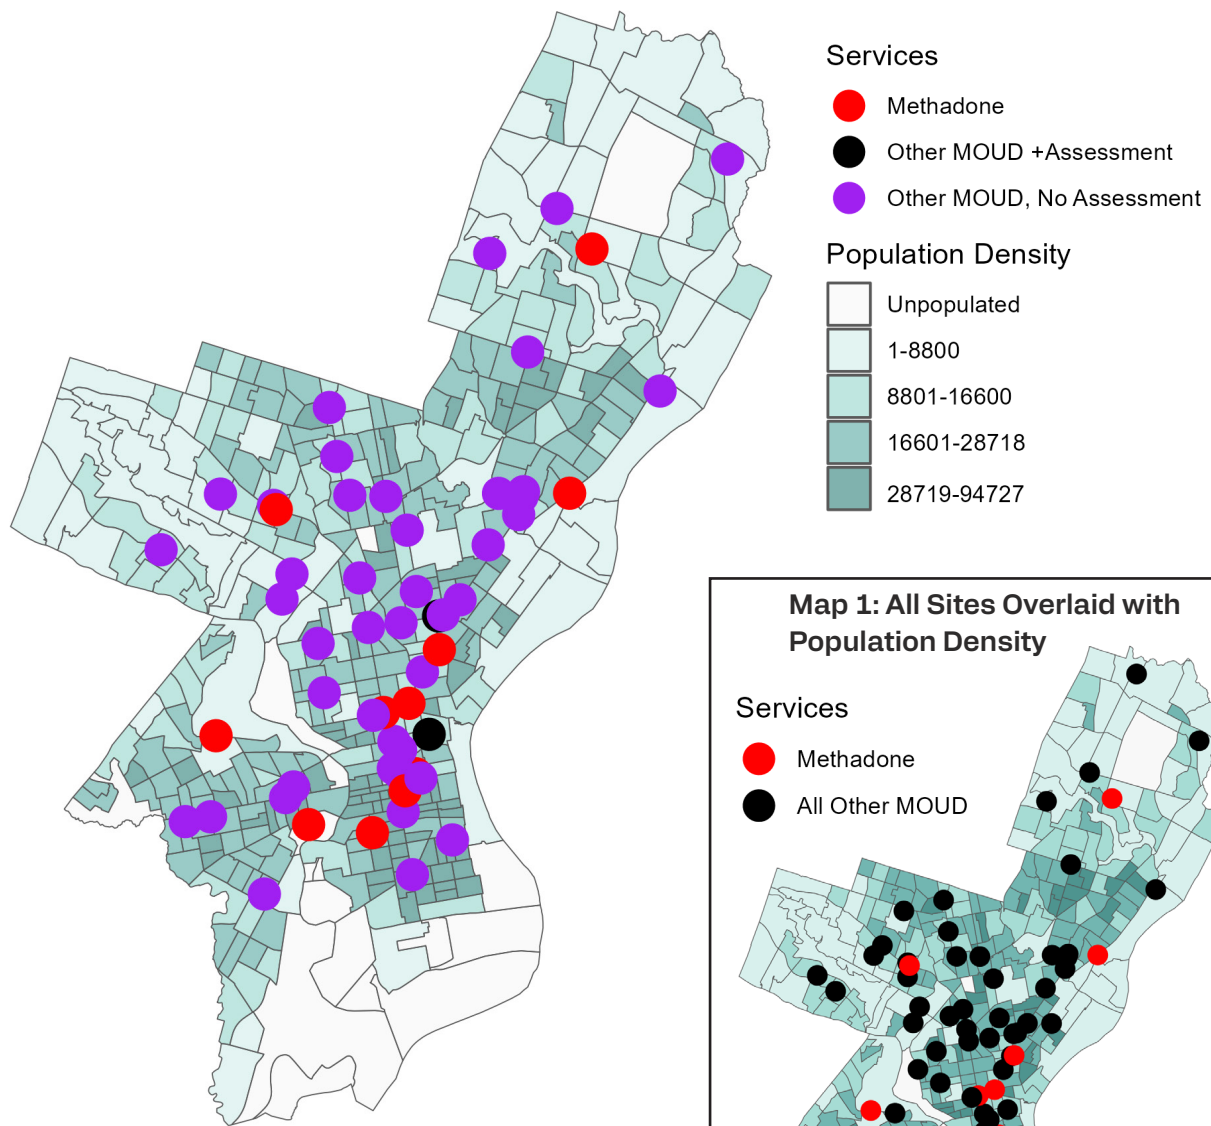 Services
Methadone
Other MOUD +Assessment
Other MOUD, No Assessment
Population Density
Unpopulated
1-8800
8801-16600
16601-28718
28719-94727
Map 1: All Sites Overlaid with
Population Density
Services
Methadone
All Other MOUD